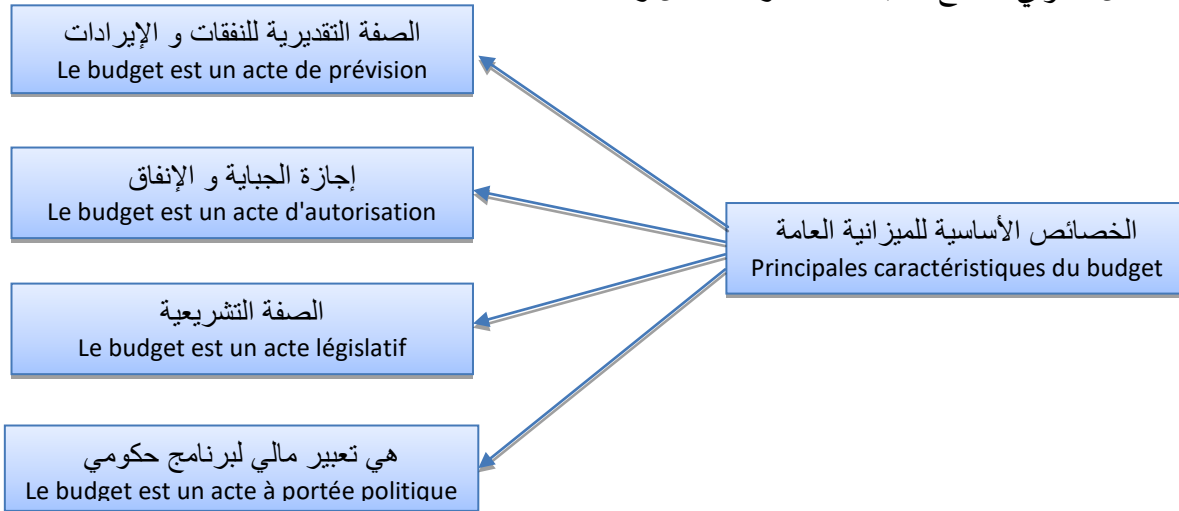 الصفة التقديرية للنفقات و الإيرادات
Le budget est un acte de prévision
إجازة الجباية و الإنفاق
Le budget est un acte d'autorisation
الخصائص الأساسية للميزانية العامة
Principales caractéristiques du budget
الصفة التشريعية
Le budget est un acte législatif
هي تعبير مالي لبرنامج حكومي
Le budget est un acte à portée politique